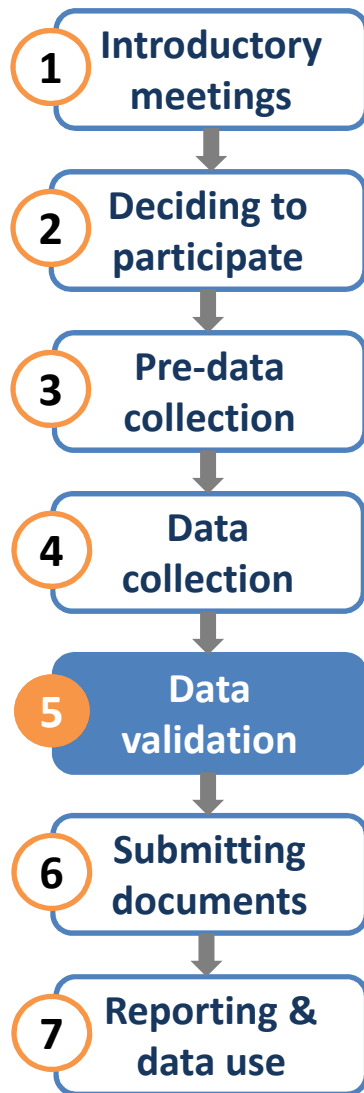 1
Introductory
meetings
2
Deciding to
participate
3
Pre-data
collection
4
Data
collection
5
Data
validation
6
Submitting
documents
7
Reporting &
data use